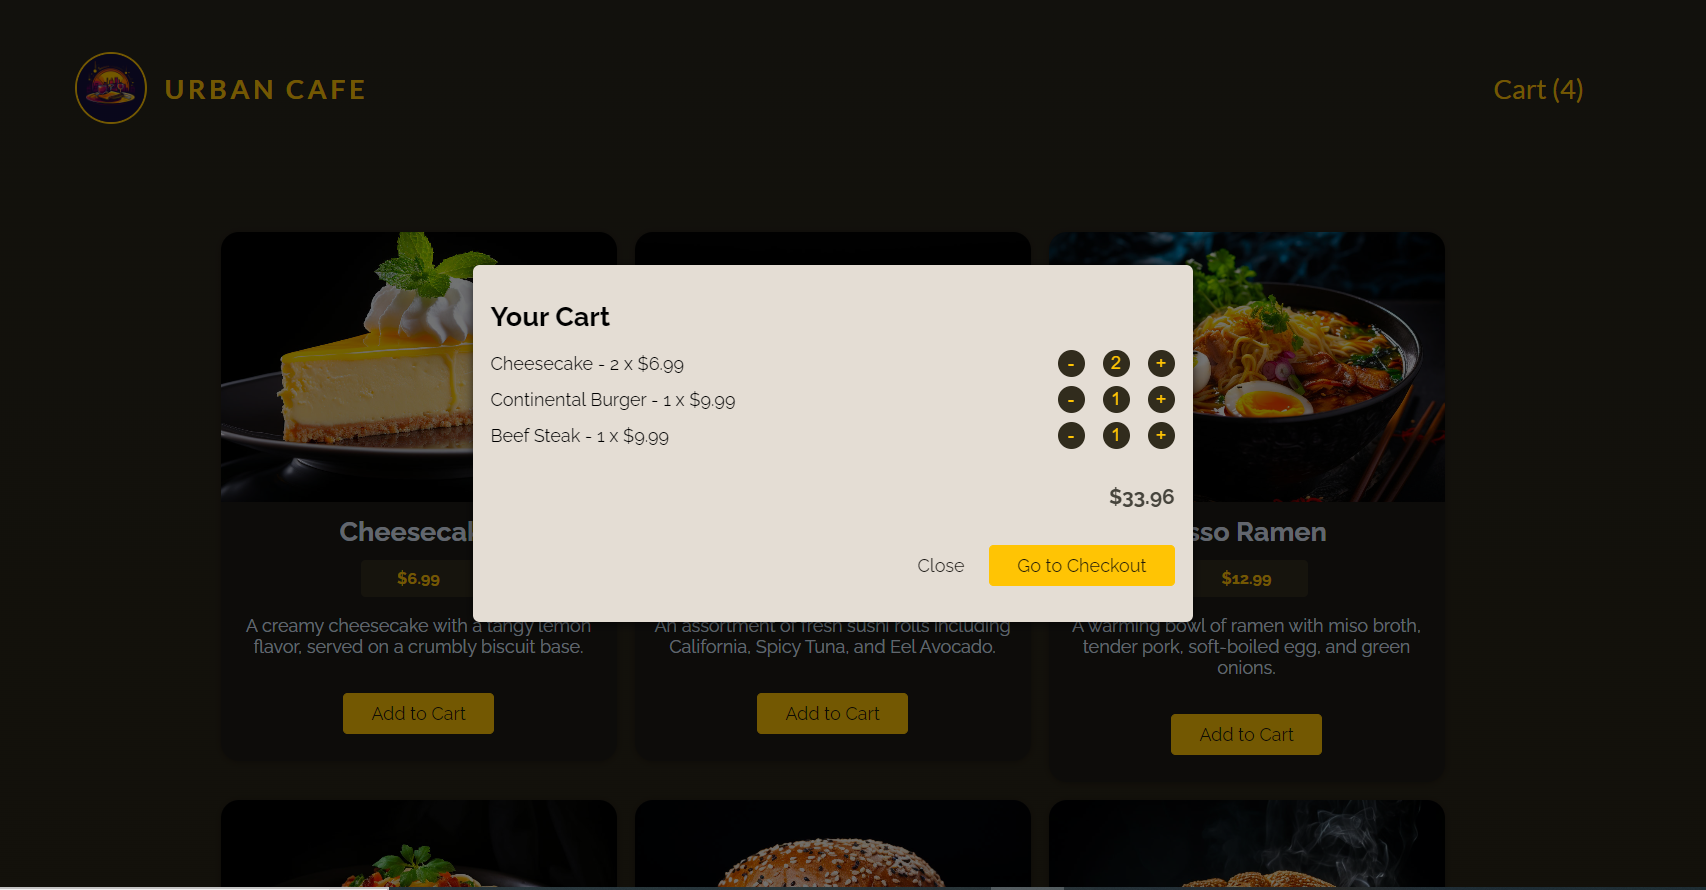 URBAN CAFE
Cart (4)
Your Cart
Cheesecake - 2 x $6.99
- 2 +
Continental Burger - 1 x $9.99
- 1 +
Beef Steak - 1 x $9.99
- 1 +
$33.96
Close
Go to Checkout
$6.99
A creamy cheesecake with a tangy lemon
flavor, served on a crumbly biscuit base.
Add to Cart
An assortment of fresh sushi rolls including
California, Spicy Tuna, and Eel Avocado.
Add to Cart
Ramen
$12.99
A warming bowl of ramen with miso broth,
tender pork, soft-boiled egg, and green
onions.
Add to Cart